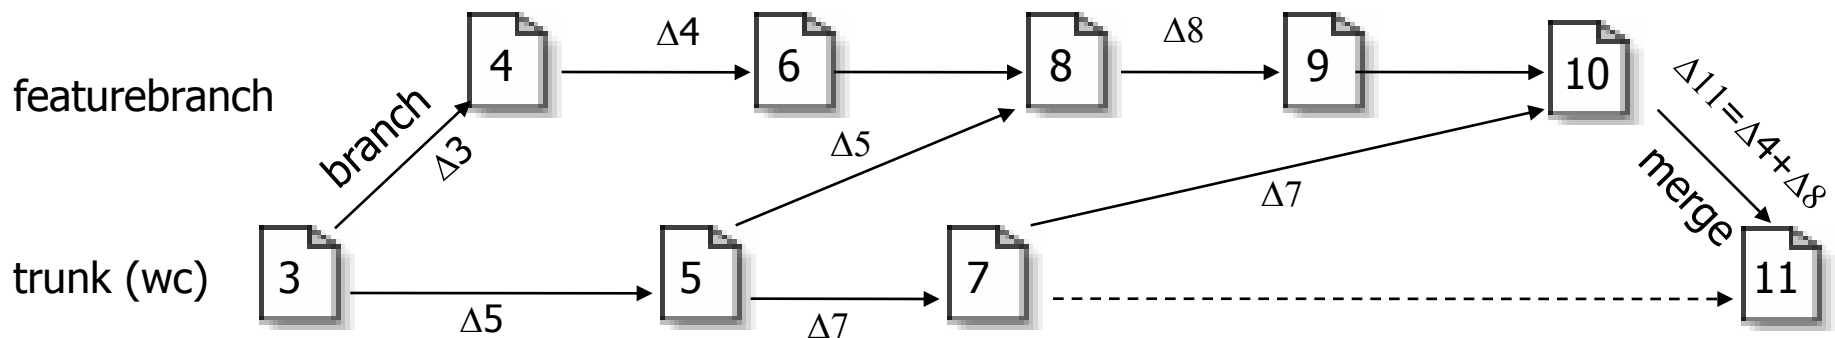 4 Δ4 6 8 Δ8 9 10
featurebranch
branch
Δ3
Δ5
Δ7
Δ11=Δ4+Δ8
merge
trunk (wc) 3 5 7 11
Δ5 Δ7